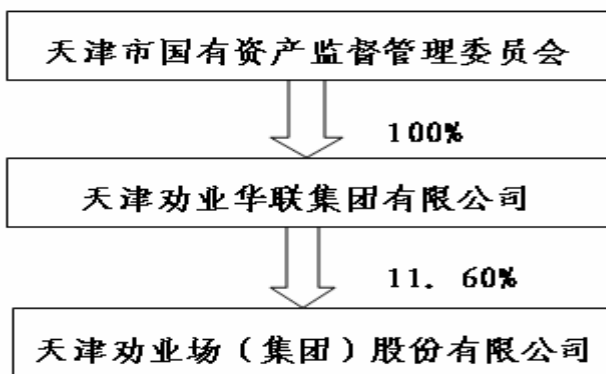 天津市国有资产监督管理委员会
100%
天津劝业华联集团有限公司
11. 60%
天津劝业场（集团）股份有限公司